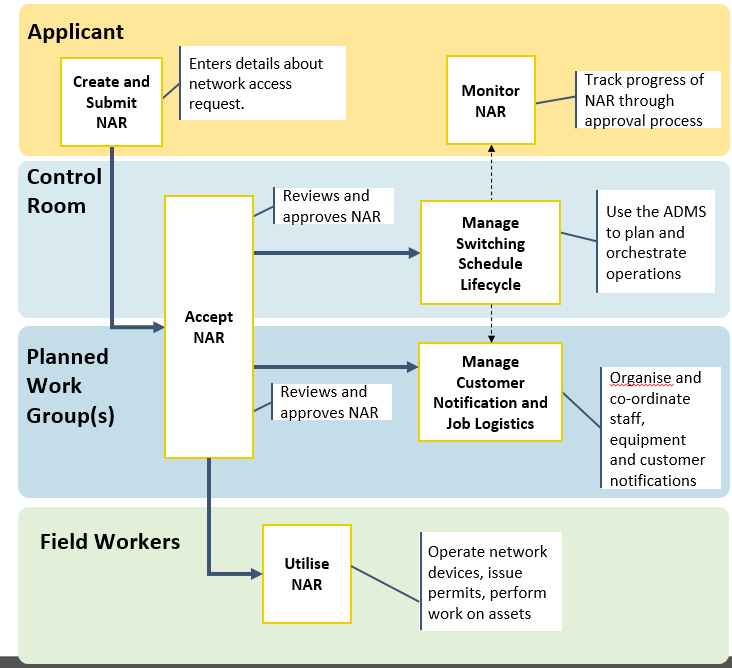 Applicant
Create and
Submit
NAR
Enters details about
network access
request.
Monitor
NAR
Track progress of
NAR through
approval process
Control
Room
Reviews and
approves NAR
Manage
Switching
Schedule
Lifecycle
Use the ADMS
to plan and
orchestrate
operations
Accept
NAR
Planned
Work
Group(s)
Reviews and
approves NAR
Manage
Customer
Notification and
Job Logistics
Organise and
co-ordinate
staff,
equipment
and customer
notifications
Field Workers
Utilise
NAR
Operate network
devices, issue
permits, perform
work on assets